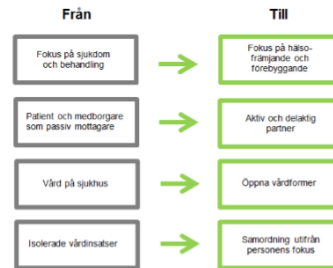 Från
Till
Fokus på sjukdom
och behandling
Fokus på hälso-
främjande och
förebyggande
Patient och medborgare
som passiv mottagare
Aktiv och delaktig
partner
Vård på sjukhus
Öppna vårdformer
Isolerade vårdinsatser
Samordning utifrån
personens fokus